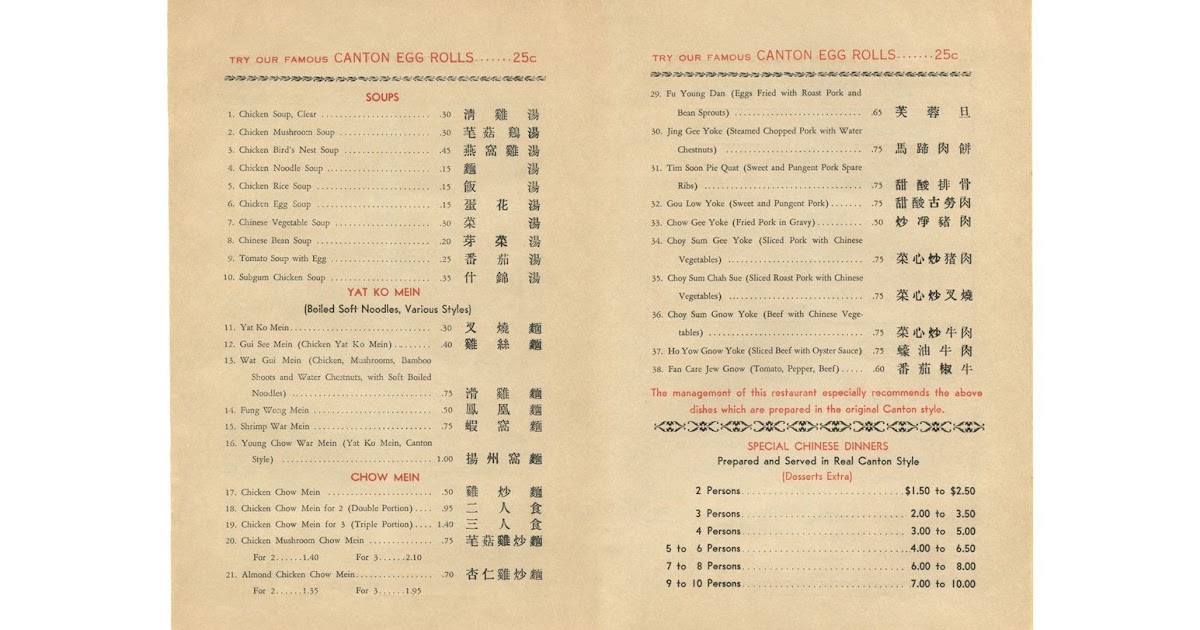 TRY OUR FAMOUS CANTON EGG ROLLS.......25c
SOUPS
1. Chicken Soup, Clear ...................... .30 清雞湯
2. Chicken Mushroom Soup ................... .30 芼菇鷄湯
3. Chicken Bird's Nest Soup .................. .45 燕窩雞湯
4. Chicken Noodle Soup ..................... .15 麵湯
5. Chicken Rice Soup ....................... .15 飯湯
6. Chicken Egg Soup ....................... .15 蛋花湯
7. Chinese Vegetable Soup ................... .30 菜湯
8. Chinese Bean Soup ....................... .20 芽菜湯
9. Tomato Soup with Egg .................... .25 番茄湯
10. Subgum Chicken Soup .................... .35 什錦湯
YAT KO MEIN
(Boiled Soft Noodles, Various Styles)
11. Yat Ko Mein............................ .30 叉燒麵
12. Gui See Mein (Chicken Yat Ko Mein)........ .40 雞絲麵
13. Wat Gui Mein (Chicken, Mushrooms, Bamboo
Shoots and Water Chestnuts, with Soft Boiled
Noodles) ............................ .75 滑雞麵
14. Fung Wong Mein ........................ .50 鳳凰麵
15. Shrimp War Mein ........................ .75 蝦窩麵
16. Young Chow War Mein (Yat Ko Mein, Canton
Style) .............................. 1.00 揚州窩麵
CHOW MEIN
17. Chicken Chow Mein ..................... .50 雞炒麵
18. Chicken Chow Mein for 2 (Double Portion).... .95 二人食
19. Chicken Chow Mein for 3 (Triple Portion).... 1.40 三人食
20. Chicken Mushroom Chow Mein ............. .75 芼菇雞炒麵
For 2......1.40 For 3......2.10
21. Almond Chicken Chow Mein............... .70 杏仁雞炒麵
For 2......1.35 For 3......1.95
TRY OUR FAMOUS CANTON EGG ROLLS.......25c
29. Fu Young Dan (Eggs Fried with Roast Pork and
Bean Sprouts) .......................... .65 芙蓉旦
30. Jing Gee Yoke (Steamed Chopped Pork with Water
Chestnuts) ............................ .75 馬蹄肉餅
31. Tim Soon Pie Quat (Sweet and Pungent Pork Spare
Ribs) ................................ .75 甜酸排骨
32. Gou Low Yoke (Sweet and Pungent Pork)....... .75 甜酸古勞肉
33. Chow Gee Yoke (Fried Pork in Gravy).......... .50 炒淨豬肉
34. Choy Sum Gee Yoke (Sliced Pork with Chinese
Vegetables) ............................ .75 菜心炒猪肉
35. Choy Sum Chah Sue (Sliced Roast Pork with Chinese
Vegetables) ............................ .75 菜心炒叉燒
36. Choy Sum Gnow Yoke (Beef with Chinese Vege-
tables) ................................ .75 菜心炒牛肉
37. Ho Yow Gnow Yoke (Sliced Beef with Oyster Sauce) .75 蠔油牛肉
38. Fan Care Jew Gnow (Tomato, Pepper, Beef)..... .60 番茄椒牛
The management of this restaurant especially recommends the above
dishes which are prepared in the original Canton style.
SPECIAL CHINESE DINNERS
Prepared and Served in Real Canton Style
(Desserts Extra)
2 Persons.................................$1.50 to $2.50
3 Persons................................. 2.00 to 3.50
4 Persons................................. 3.00 to 5.00
5 to 6 Persons.................................4.00 to 6.50
7 to 8 Persons................................. 6.00 to 8.00
9 to 10 Persons................................. 7.00 to 10.00